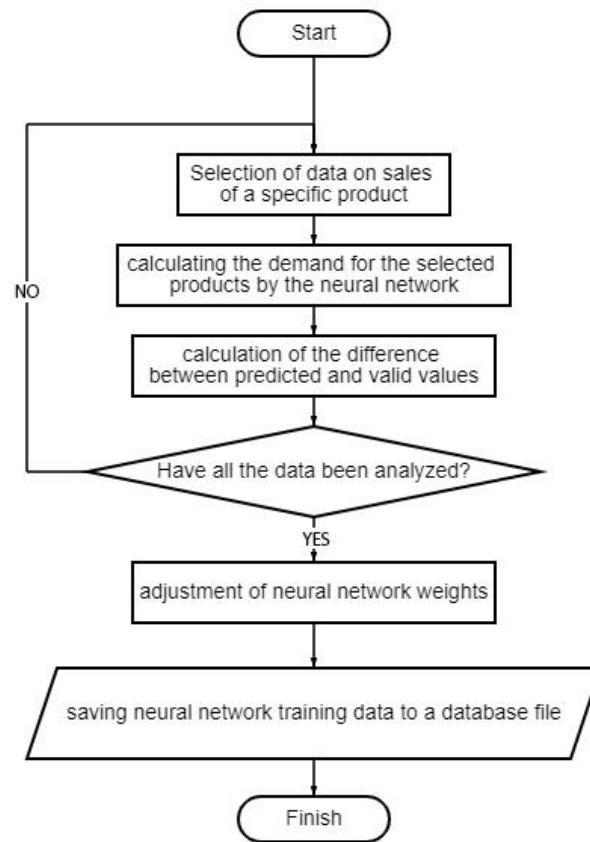 Start
Selection of data on sales
of a specific product
calculating the demand for the selected
products by the neural network
NO
calculation of the difference
between predicted and valid values
Have all the data been analyzed?
YES
adjustment of neural network weights
saving neural network training data to a database file
Finish